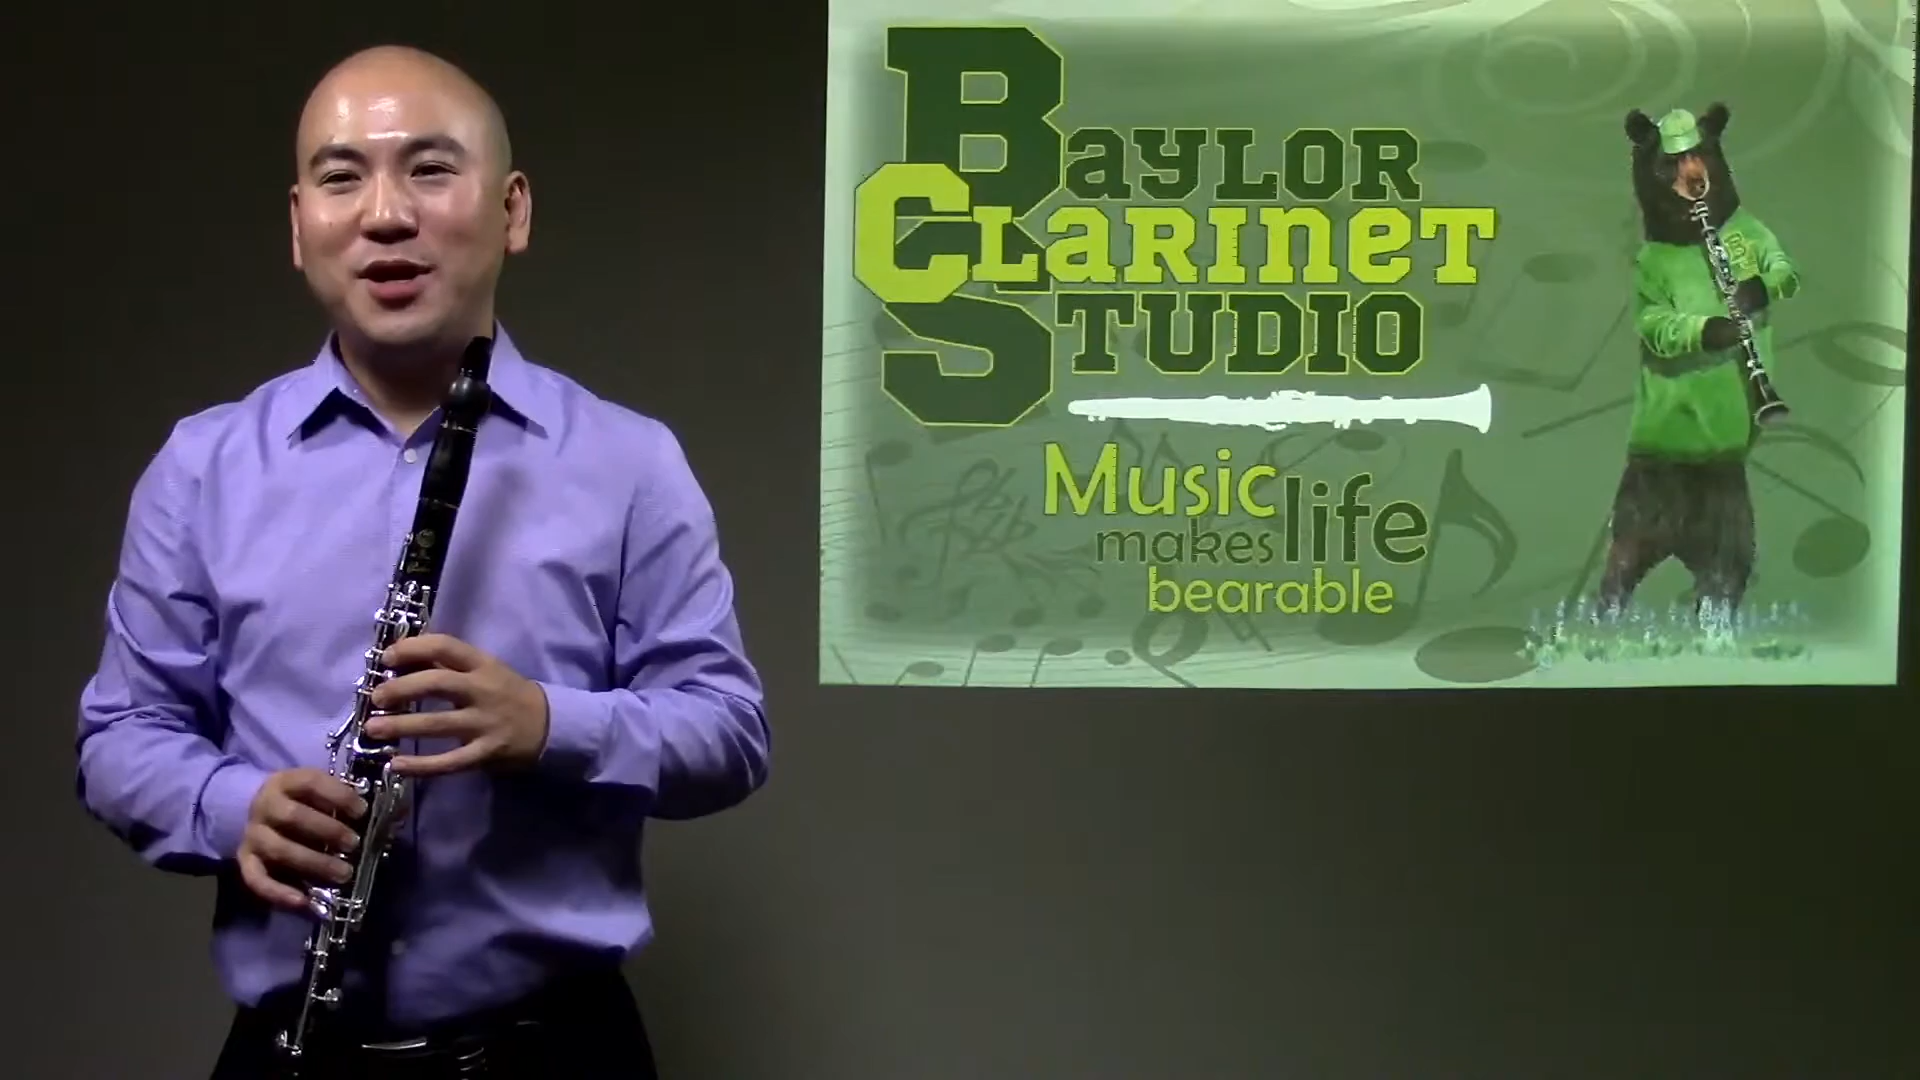 Baylor
Clarinet
Studio
Music
makes life
bearable